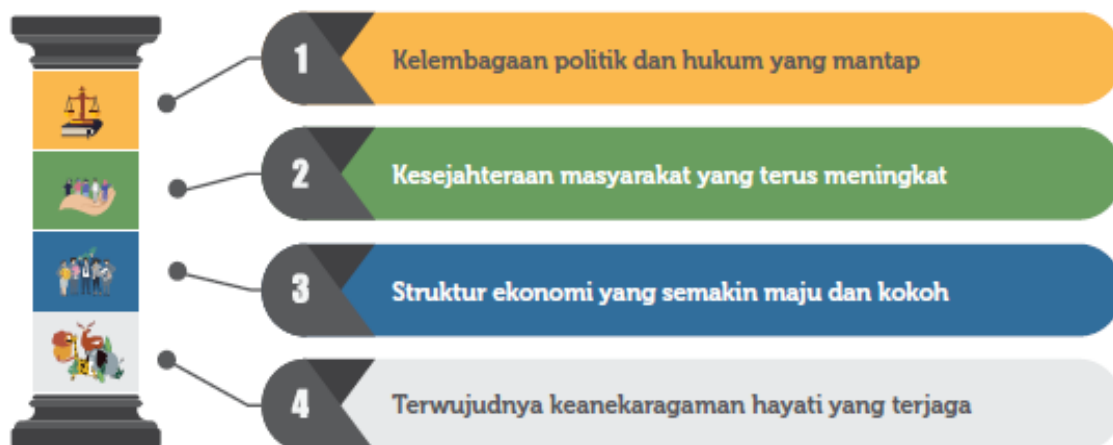 1
Kelembagaan politik dan hukum yang mantap
2
Kesejahteraan masyarakat yang terus meningkat
3
Struktur ekonomi yang semakin maju dan kokoh
4
Terwujudnya keanekaragaman hayati yang terjaga